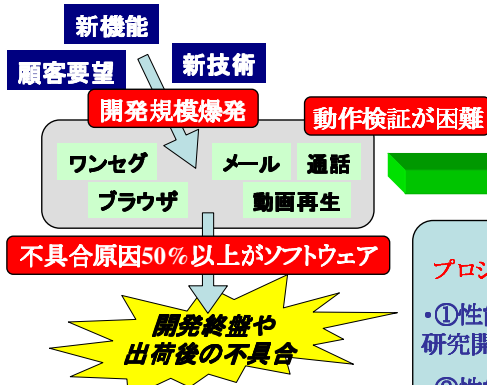 新機能
顧客要望
新技術
開発規模爆発
動作検証が困難
ワンセグ
メール
通話
ブラウザ
動画再生
不具合原因50%以上がソフトウェア
開発終盤や
出荷後の不具合
プロジ
・①性
研究開